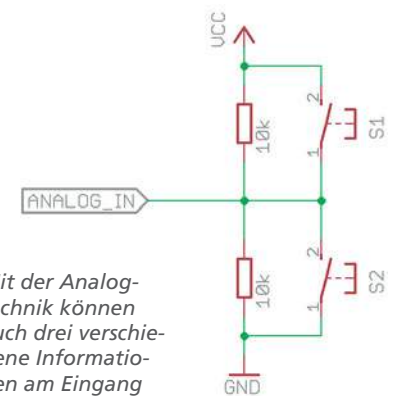 VCC
2
10k
1
S1
ANALOG_IN
2
10k
1
S2
GND
it der Analog-
chnik können
uch drei verschie-
ene Informatio-
en am Eingang